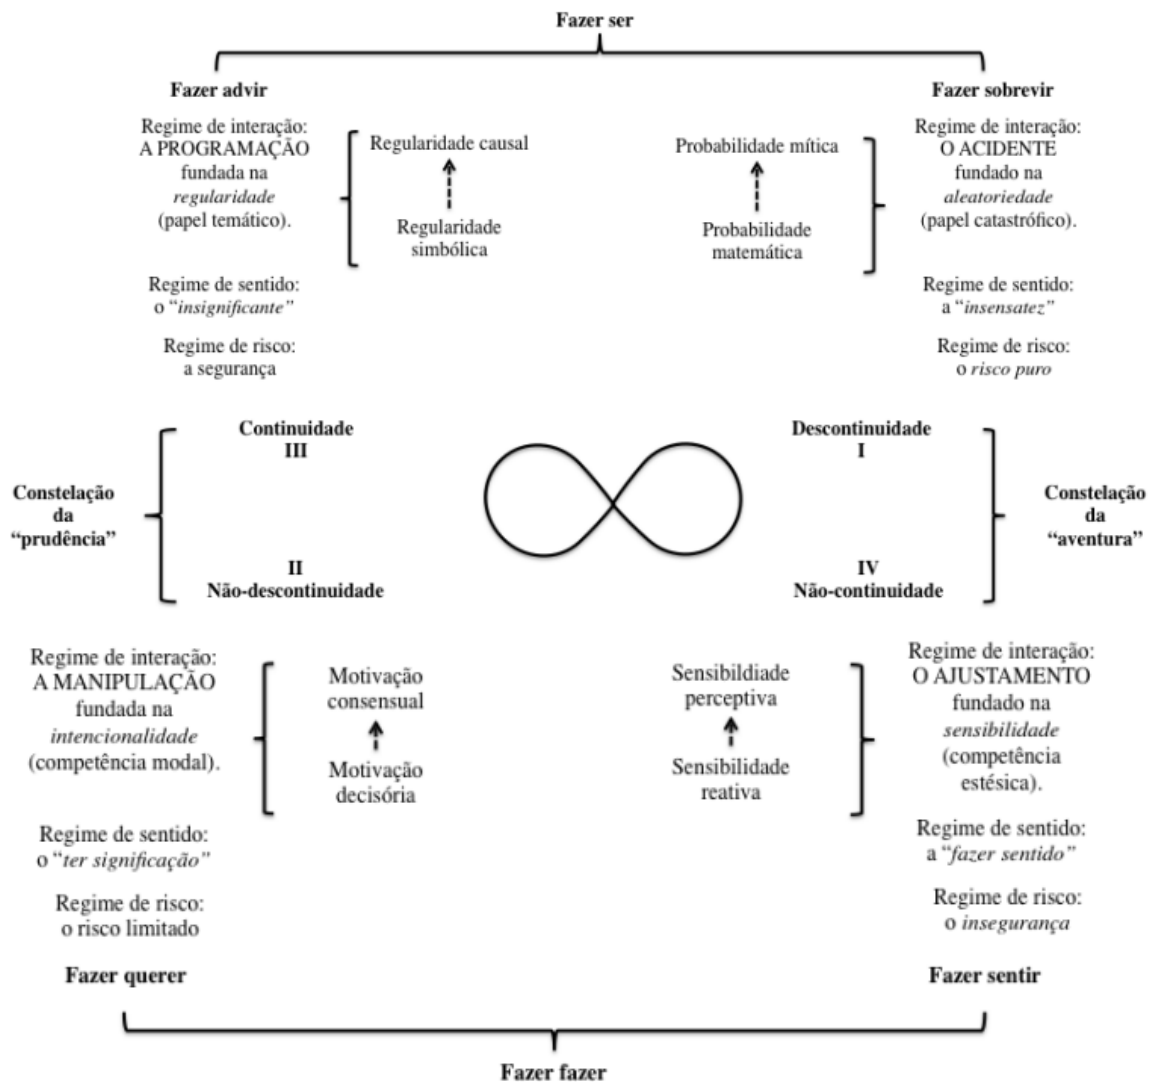 Fazer ser
Fazer advir
Regime de interação:
A PROGRAMAÇÃO
fundada na
regularidade
(papel temático).
Regularidade causal
Regularidade
simbólica
Regime de sentido:
o “insignificante”
Regime de risco:
a segurança
Fazer sobrevir
Regime de interação:
O ACIDENTE
fundado na
aleatoriedade
(papel catastrófico).
Probabilidade mítica
Probabilidade
matemática
Regime de sentido:
a “insensatez”
Regime de risco:
o risco puro
Constelação
da
“prudência”
Continuidade
III
II
Não-descontinuidade
Descontinuidade
I
IV
Não-continuidade
Constelação
da
“aventura”
Regime de interação:
A MANIPULAÇÃO
fundada na
intencionalidade
(competência modal).
Motivação
consensual
Motivação
decisória
Regime de sentido:
o “ter significação”
Regime de risco:
o risco limitado
Fazer querer
Sensibildiade
perceptiva
Sensibilidade
reativa
Regime de interação:
O AJUSTAMENTO
fundado na
sensibilidade
(competência
estésica).
Regime de sentido:
a “fazer sentido”
Regime de risco:
o insegurança
Fazer sentir
Fazer fazer